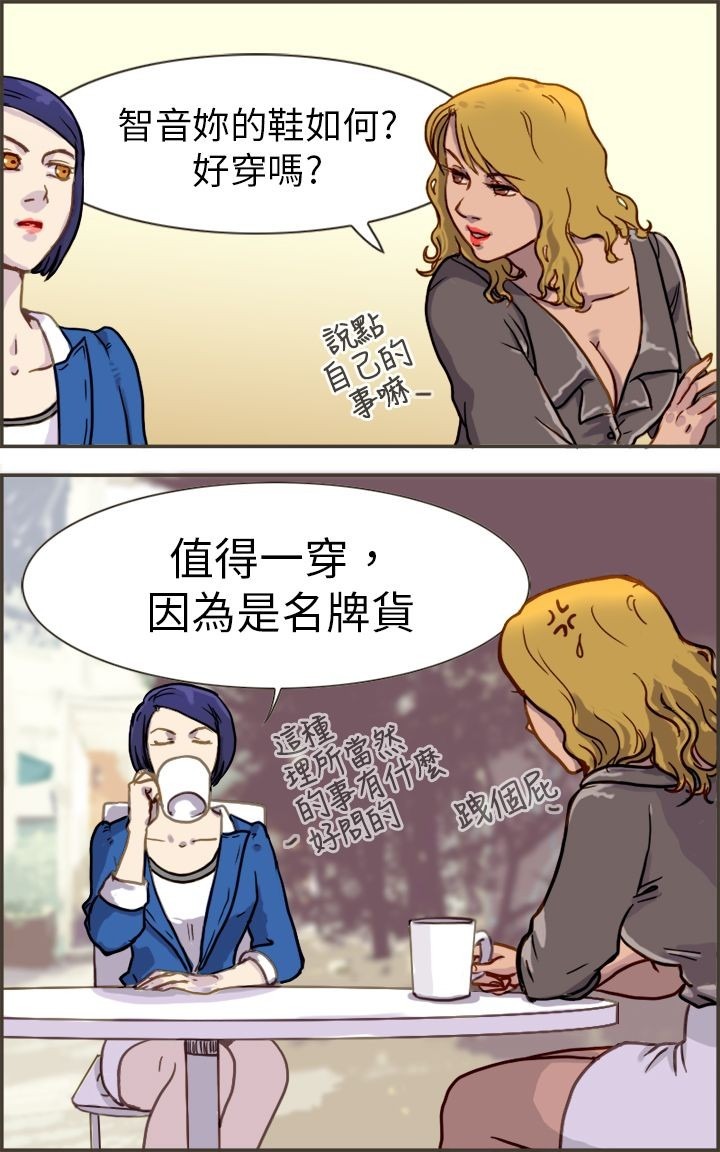 智音妳的鞋如何?
好穿嗎?
說點
自己的
事嘛~
值得一穿，
因為是名牌貨
這種
理所當然
的事有什麼
好問的~
跩個屁~